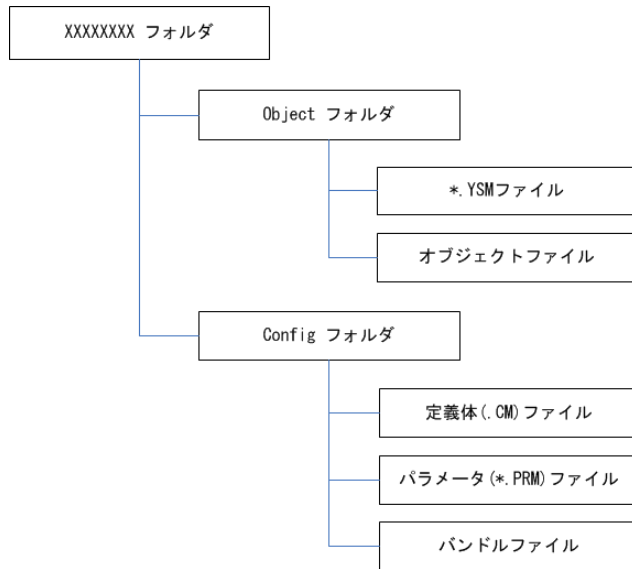 XXXXXXXX フォルダ
Object フォルダ
*.YSMファイル
オブジェクトファイル
Config フォルダ
定義体(.CM)ファイル
パラメータ(*.PRM)ファイル
バンドルファイル